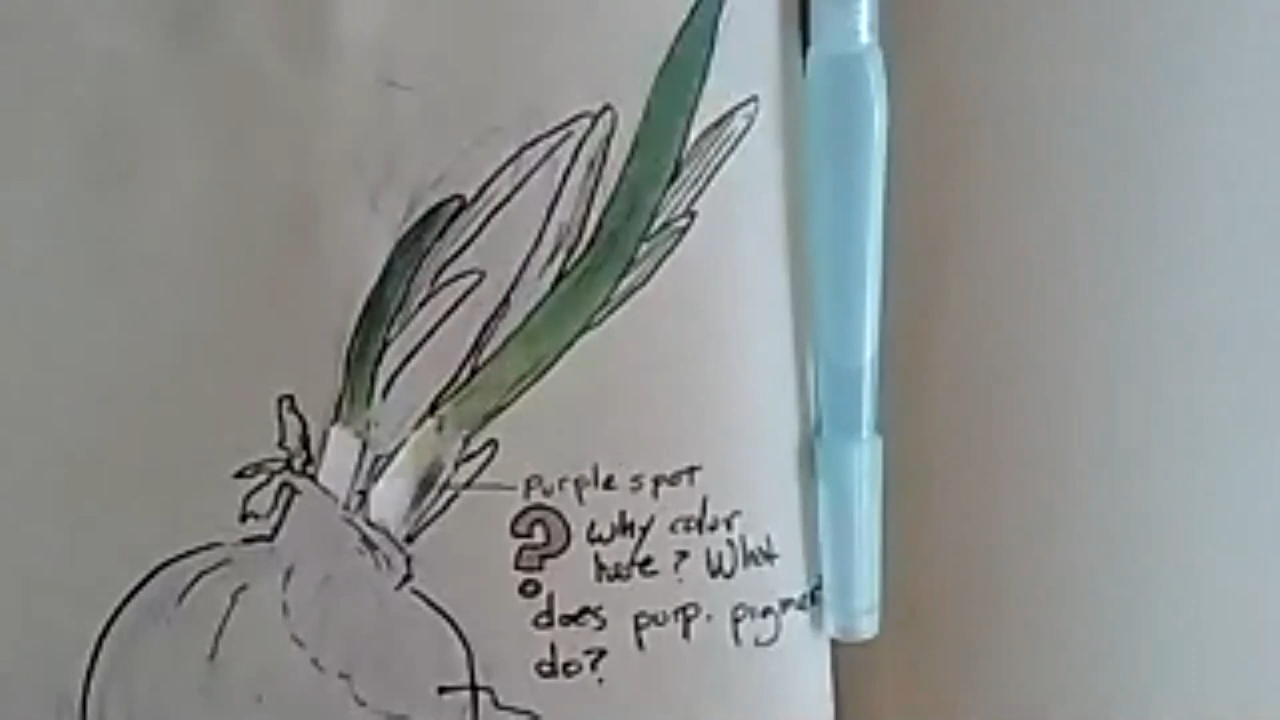 purple spot
? why color
here? What
does purp. pigment
do?